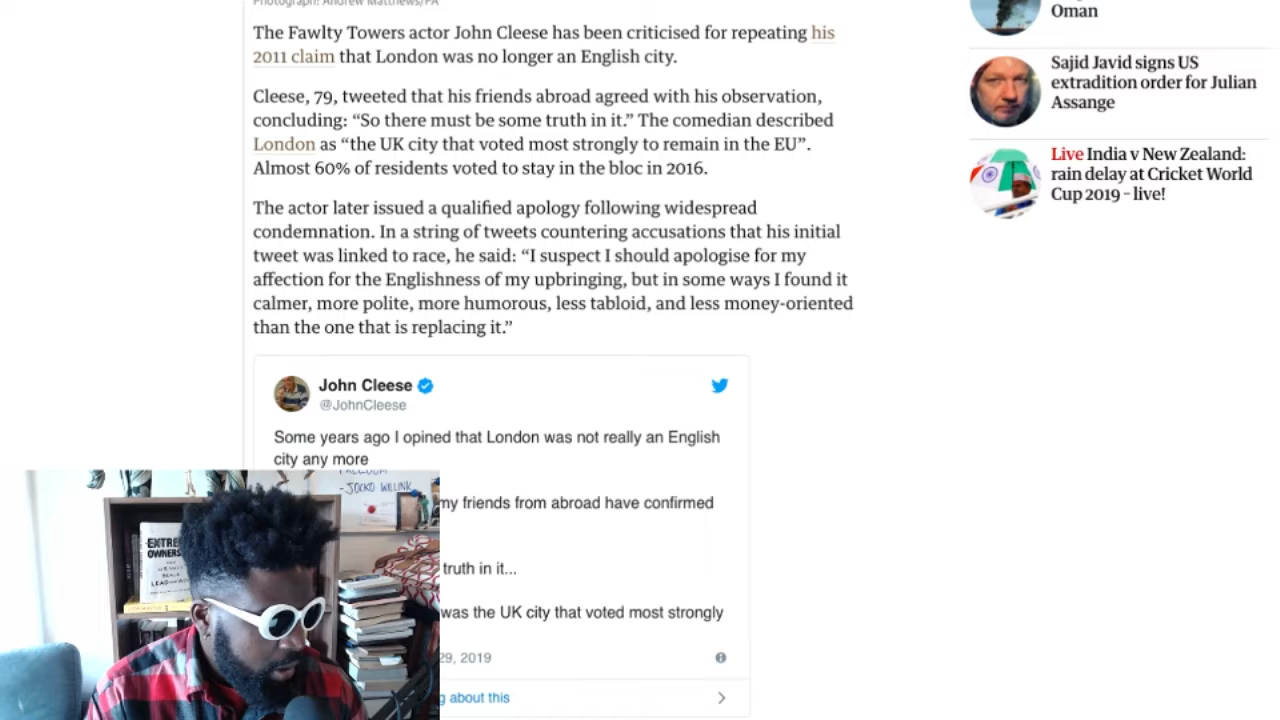 Photograph: Andrew Matthews/PA
The Fawlty Towers actor John Cleese has been criticised for repeating his
2011 claim that London was no longer an English city.
Cleese, 79, tweeted that his friends abroad agreed with his observation,
concluding: “So there must be some truth in it.” The comedian described
London as “the UK city that voted most strongly to remain in the EU”.
Almost 60% of residents voted to stay in the bloc in 2016.
The actor later issued a qualified apology following widespread
condemnation. In a string of tweets countering accusations that his initial
tweet was linked to race, he said: “I suspect I should apologise for my
affection for the Englishness of my upbringing, but in some ways I found it
calmer, more polite, more humorous, less tabloid, and less money-oriented
than the one that is replacing it.”
John Cleese
@JohnCleese
Some years ago I opined that London was not really an English
city any more
my friends from abroad have confirmed
truth in it...
was the UK city that voted most strongly
29, 2019
about this
Oman
Sajid Javid signs US
extradition order for Julian
Assange
Live India v New Zealand:
rain delay at Cricket World
Cup 2019 – live!
FREEDOM
-JOCKO WILLINK
EXTRE
OWNERS